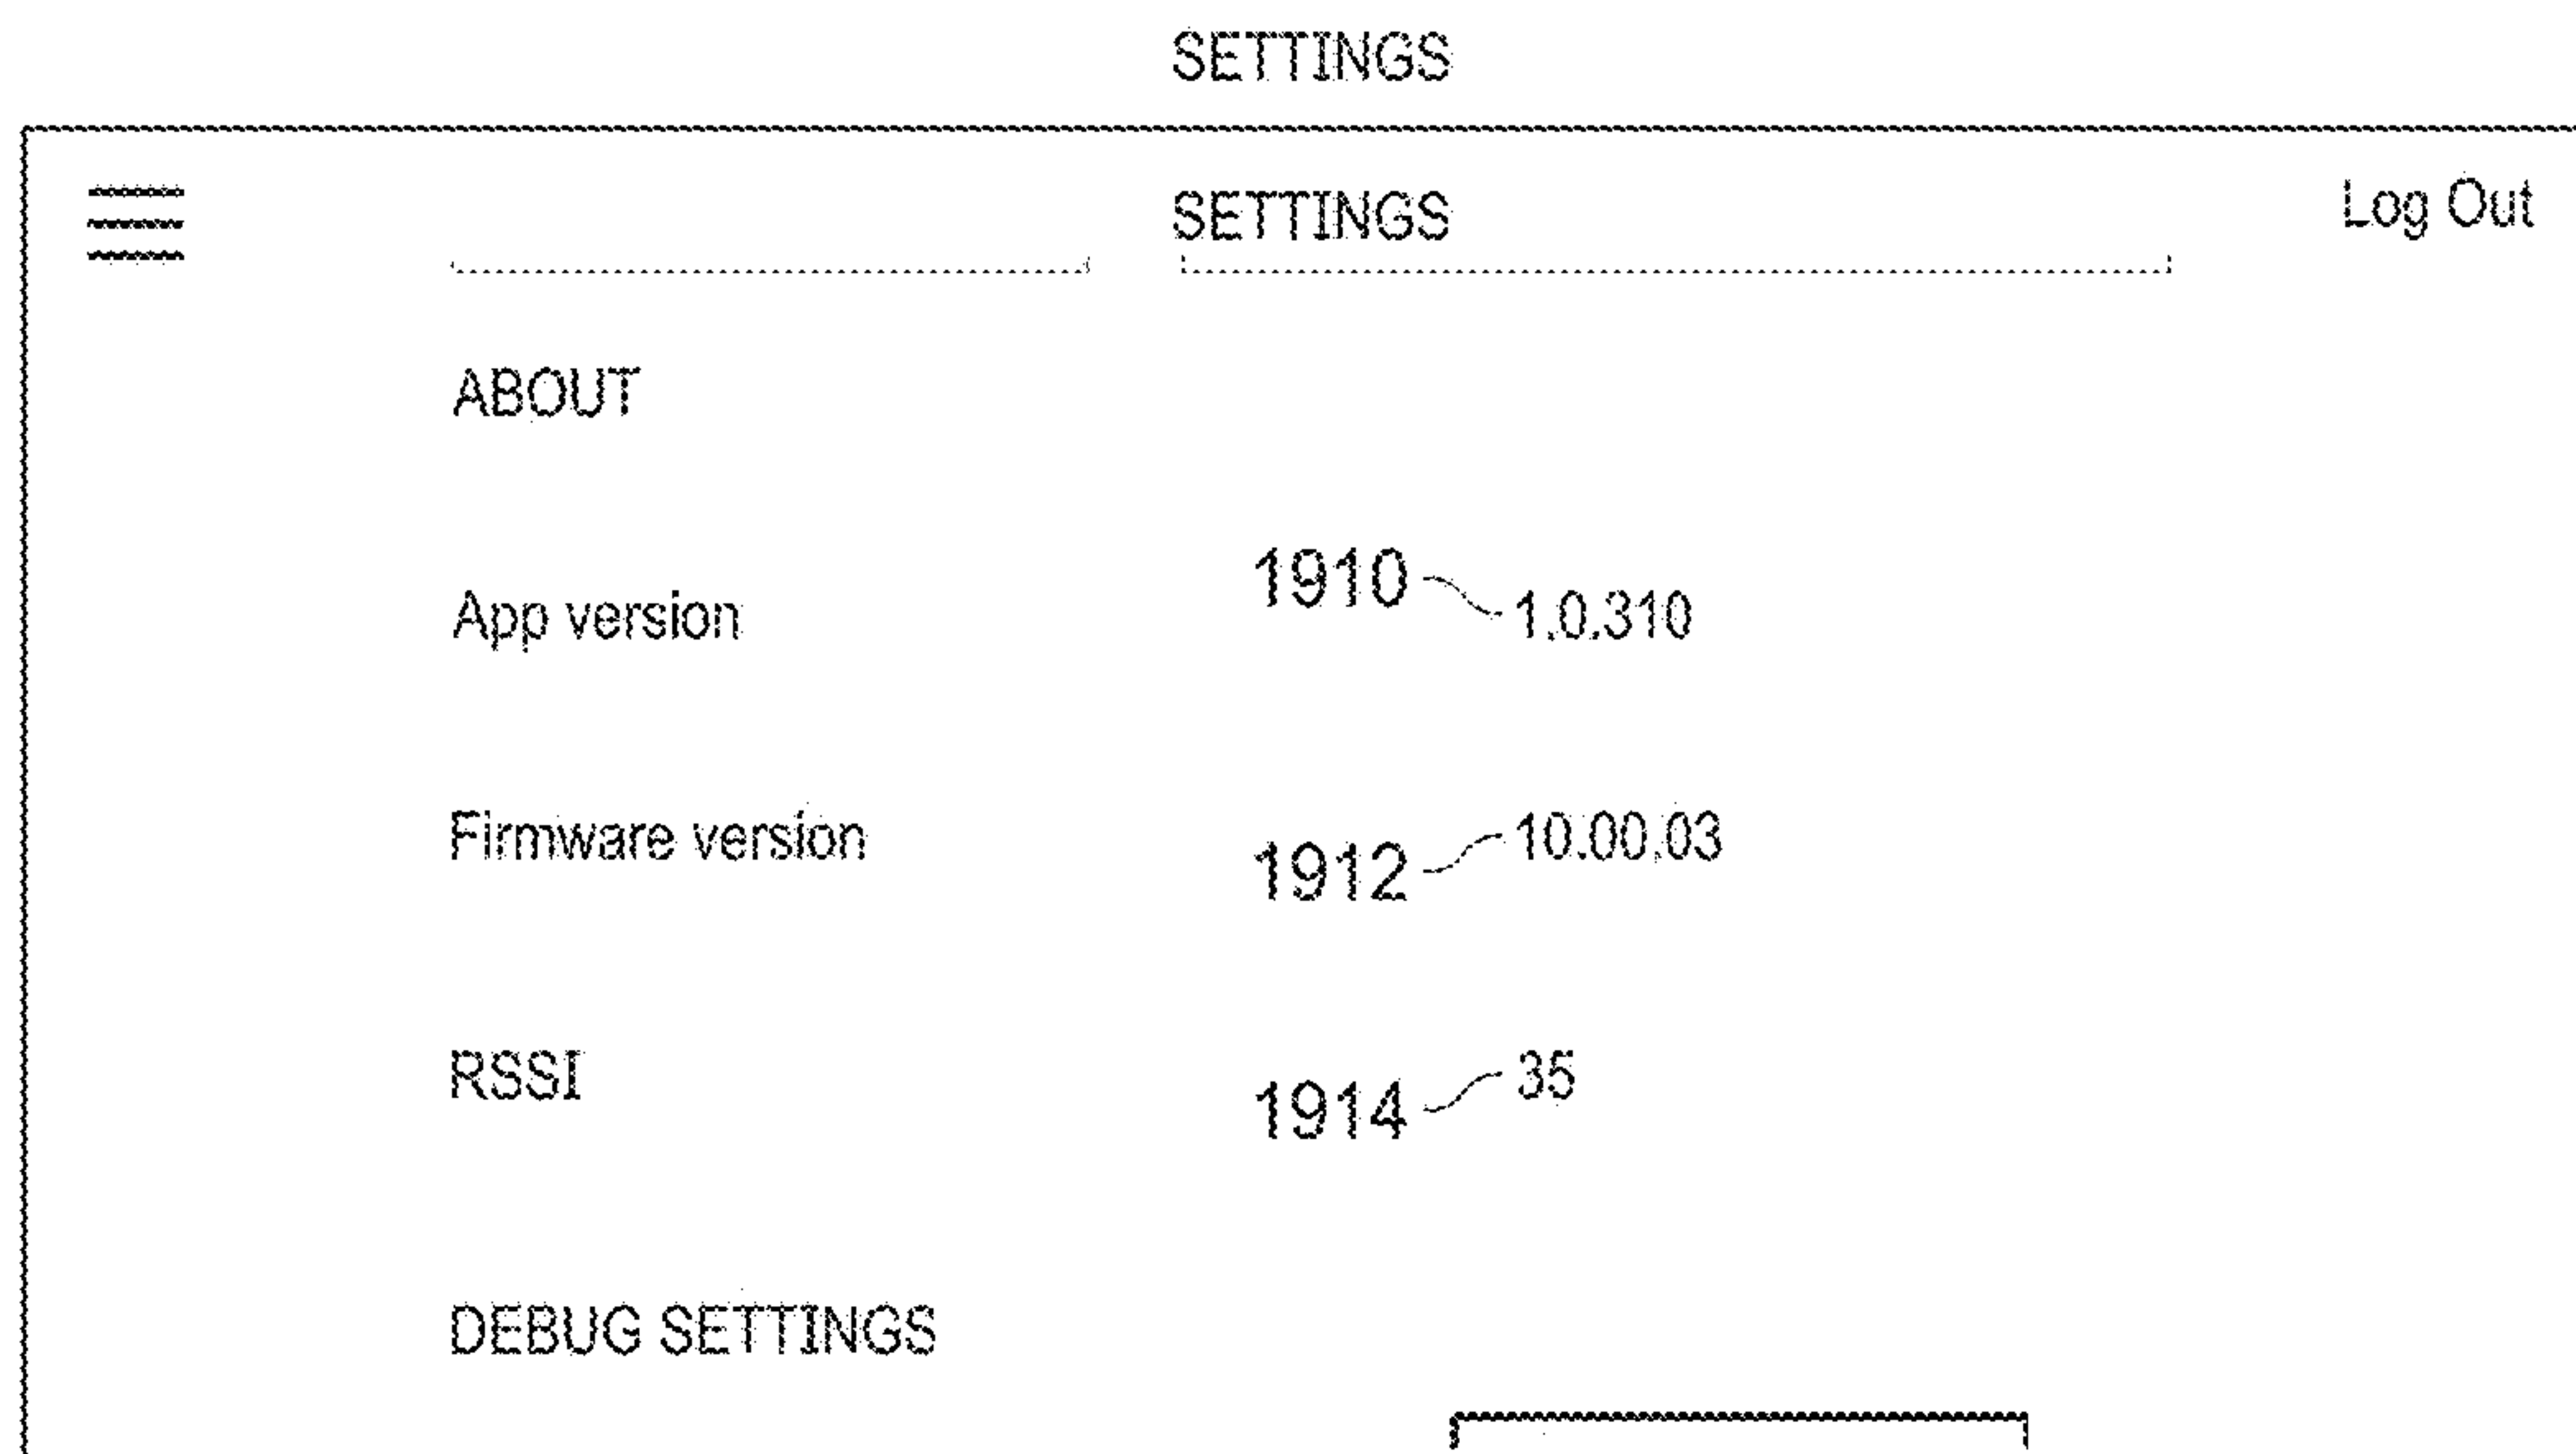 SETTINGS
SETTINGS Log Out
ABOUT
App version 1910 1.0.310
Firmware version 1912 10.00.03
RSSI 1914 35
DEBUG SETTINGS